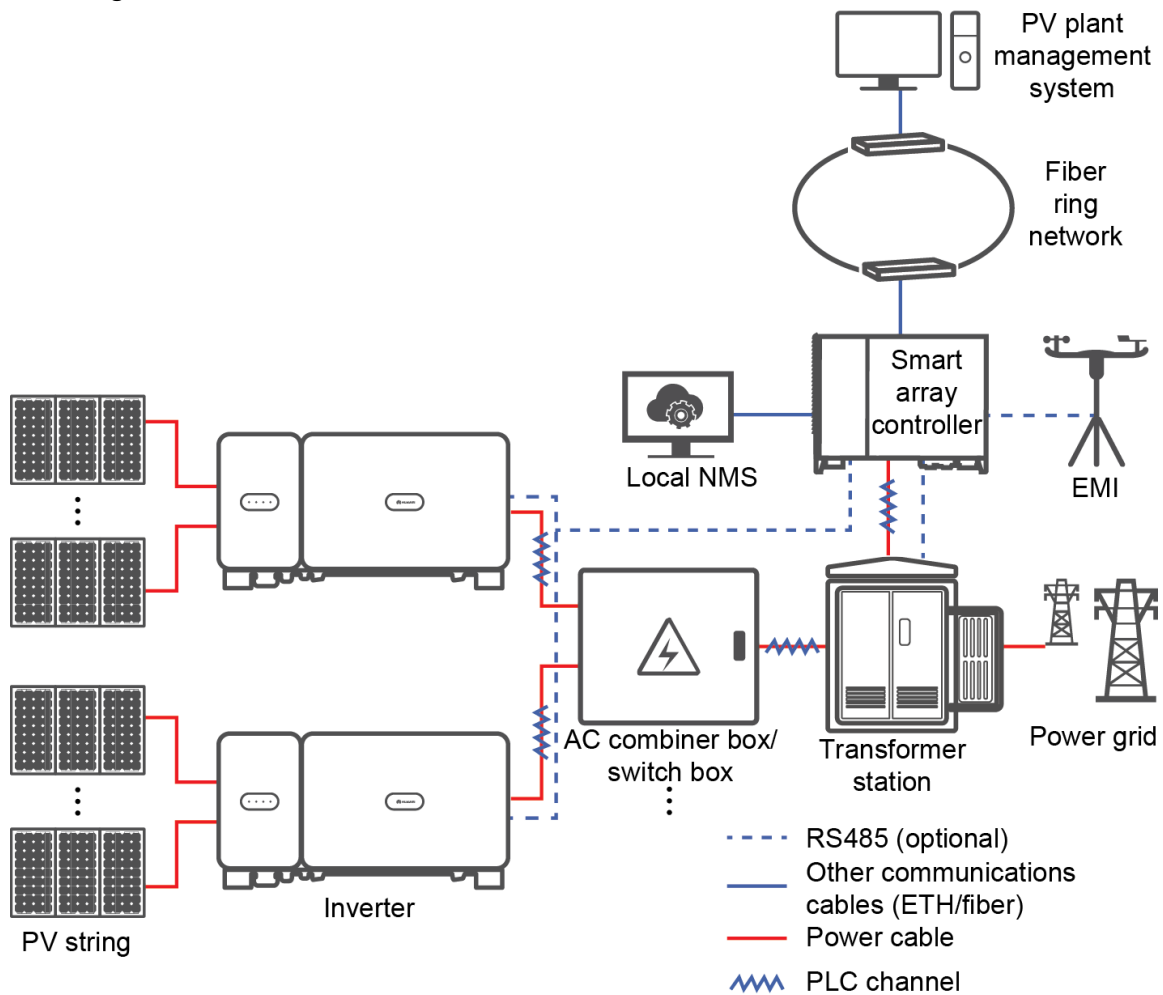 PV plant
management
system
Fiber
ring
network
Smart
array
controller
Local NMS
EMI
AC combiner box/
switch box
Transformer
station
Power grid
Inverter
PV string
RS485 (optional)
Other communications
cables (ETH/fiber)
Power cable
PLC channel